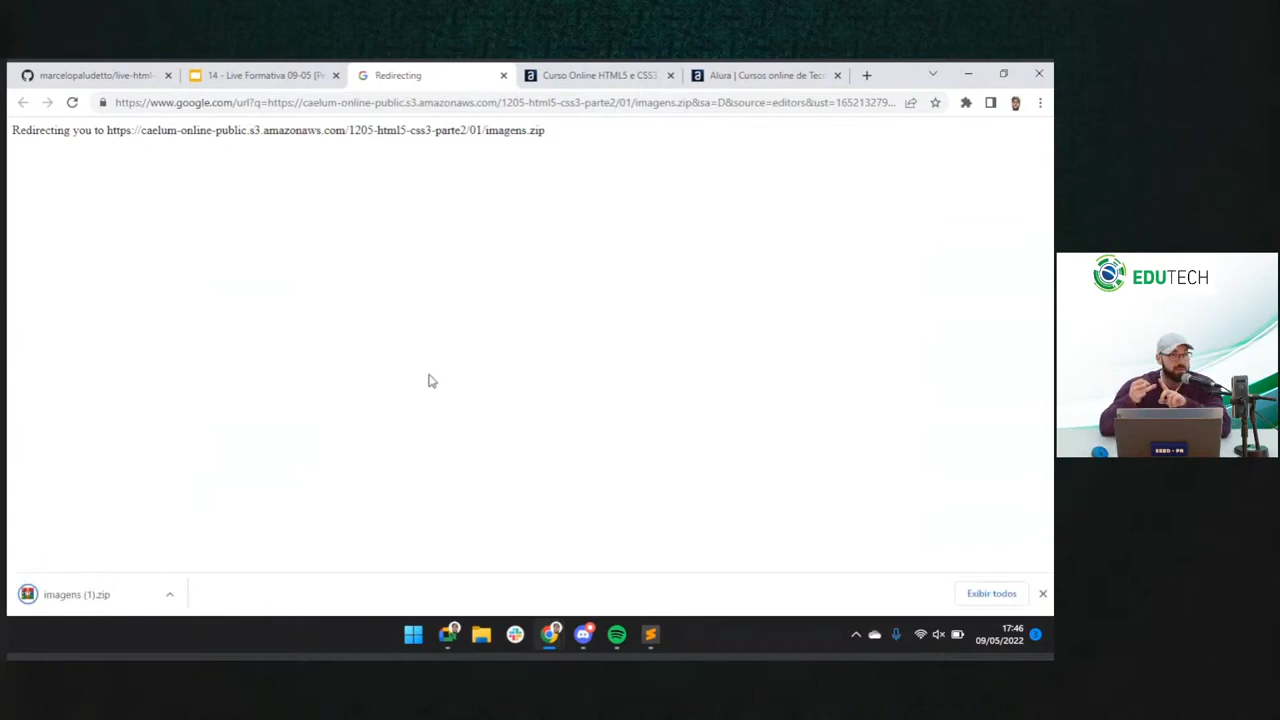 marcelopaludetto/live-html-
14 - Live Formativa 09-05 [P
Redirecting
Curso Online HTML5 e CSS3
Alura | Cursos online de Tec
https://www.google.com/url?q=https://caelum-online-public.s3.amazonaws.com/1205-html5-css3-parte2/01/imagens.zip&sa=D&source=editors&ust=165213279...
Redirecting you to https://caelum-online-public.s3.amazonaws.com/1205-html5-css3-parte2/01/imagens.zip
EDUTECH
SEED - PR
imagens (1).zip
Exibir todos
17:46
09/05/2022
3